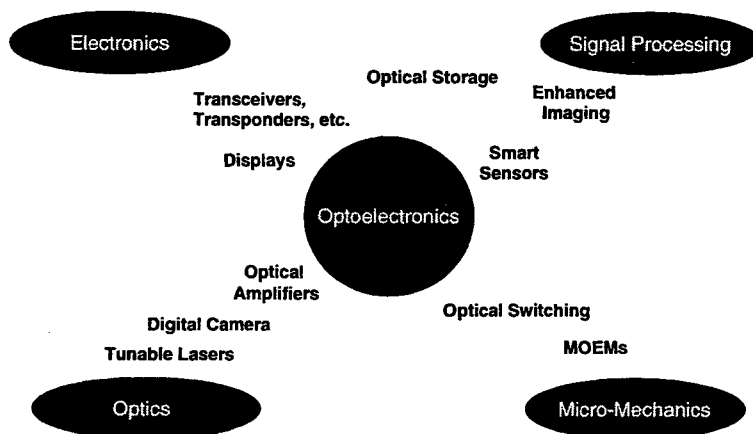 Electronics
Signal Processing
Optical Storage
Transceivers,
Transponders, etc.
Enhanced
Imaging
Displays
Smart
Sensors
Optoelectronics
Optical
Amplifiers
Optical Switching
Digital Camera
MOEMs
Tunable Lasers
Optics
Micro-Mechanics